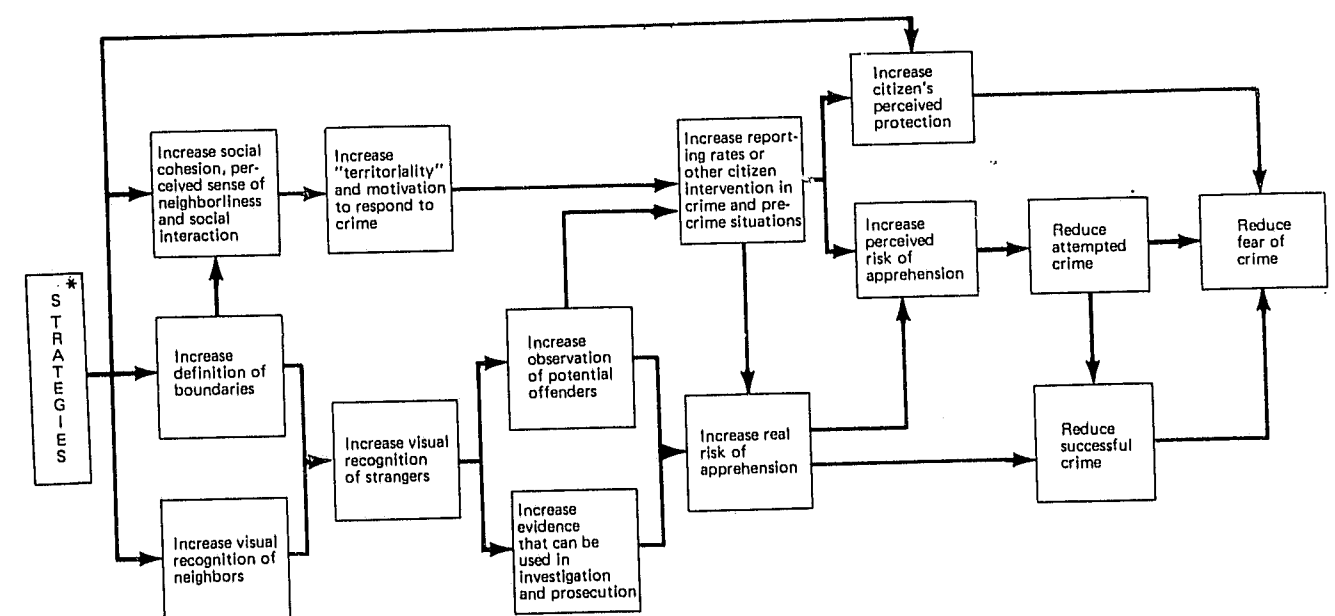 *
STRATEGIES
Increase social
cohesion, per-
ceived sense of
neighborliness
and social
interaction
Increase
"territoriality"
and motivation
to respond to
crime
Increase report-
ing rates or
other citizen
intervention in
crime and pre-
crime situations
Increase
citizen's
perceived
protection
Increase
perceived
risk of
apprehension
Reduce
attempted
crime
Reduce
fear of
crime
Increase
definition of
boundaries
Increase visual
recognition
of strangers
Increase
observation
of potential
offenders
Increase real
risk of
apprehension
Reduce
successful
crime
Increase visual
recognition of
neighbors
Increase
evidence
that can be
used in
investigation
and prosecution